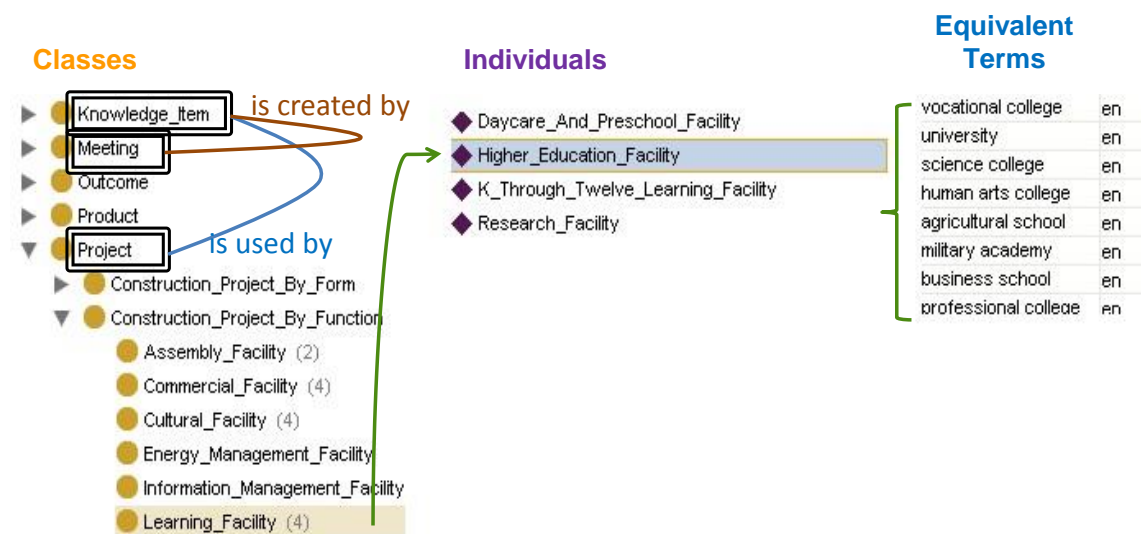 Classes
Knowledge_Item
is created by
Meeting
Outcome
Product
Project
Is used by
Construction_Project_By_Form
Construction_Project_By_Function
Assembly_Facility (2)
Commercial_Facility (4)
Cultural_Facility (4)
Energy_Management_Facility
Information_Management_Facility
Learning_Facility (4)
Individuals
Daycare_And_Preschool_Facility
Higher_Education_Facility
K_Through_Twelve_Learning_Facility
Research_Facility
Equivalent
Terms
vocational college en
university en
science college en
human arts college en
agricultural school en
military academy en
business school en
professional college en